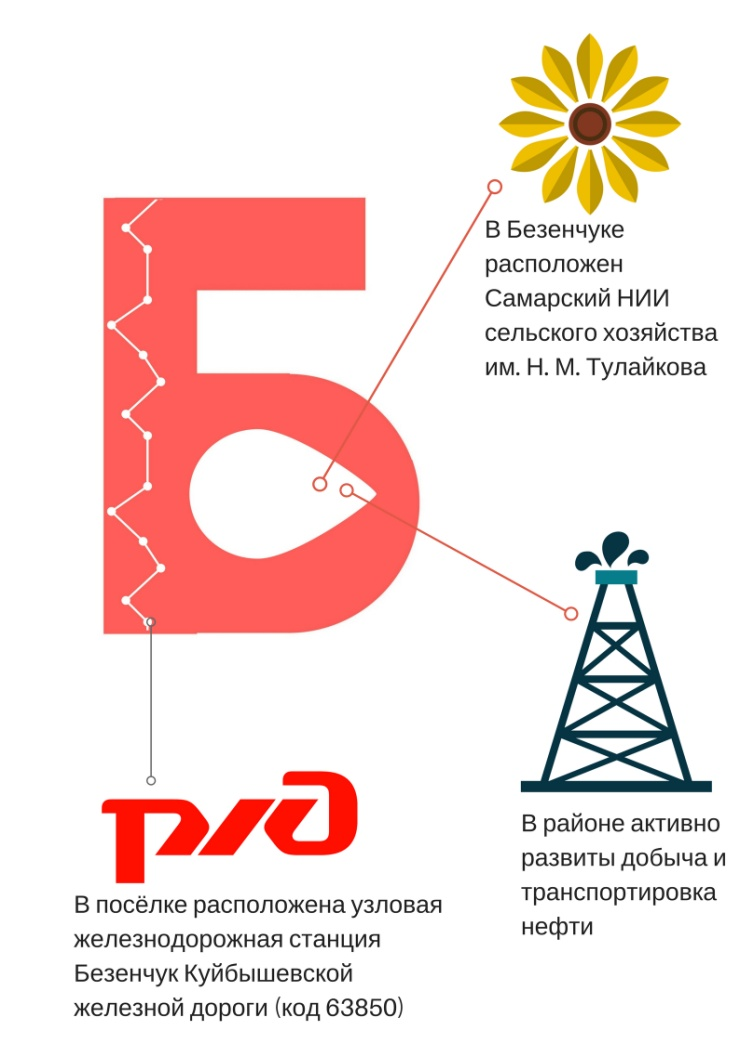 Б
В Безенчуке
расположен
Самарский НИИ
сельского хозяйства
им. Н. М. Тулайкова
В районе активно
развиты добыча и
транспортировка
нефти
ржд
В посёлке расположена узловая
железнодорожная станция
Безенчук Куйбышевской
железной дороги (код 63850)